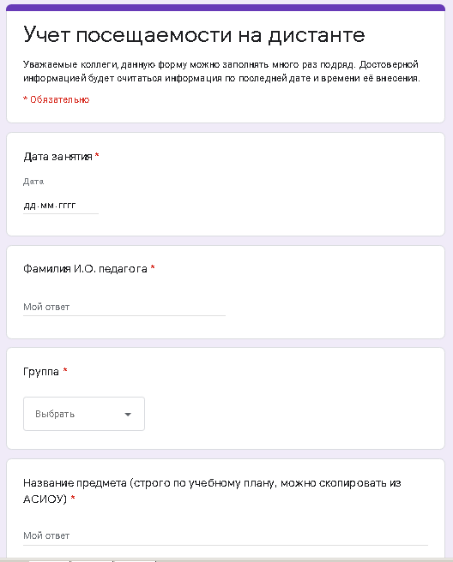 Учет посещаемости на дистанте
Уважаемые коллеги, данную форму можно заполнять много раз подряд. Достоверной
информацией будет считаться информация по последней дате и времени её внесения.
* Обязательно
Дата занятия *
Дата
дд.мм.гггг
Фамилия И.О. педагога *
Мой ответ
Группа *
Выбрать
Название предмета (строго по учебному плану, можно скопировать из
АСИОУ) *
Мой ответ